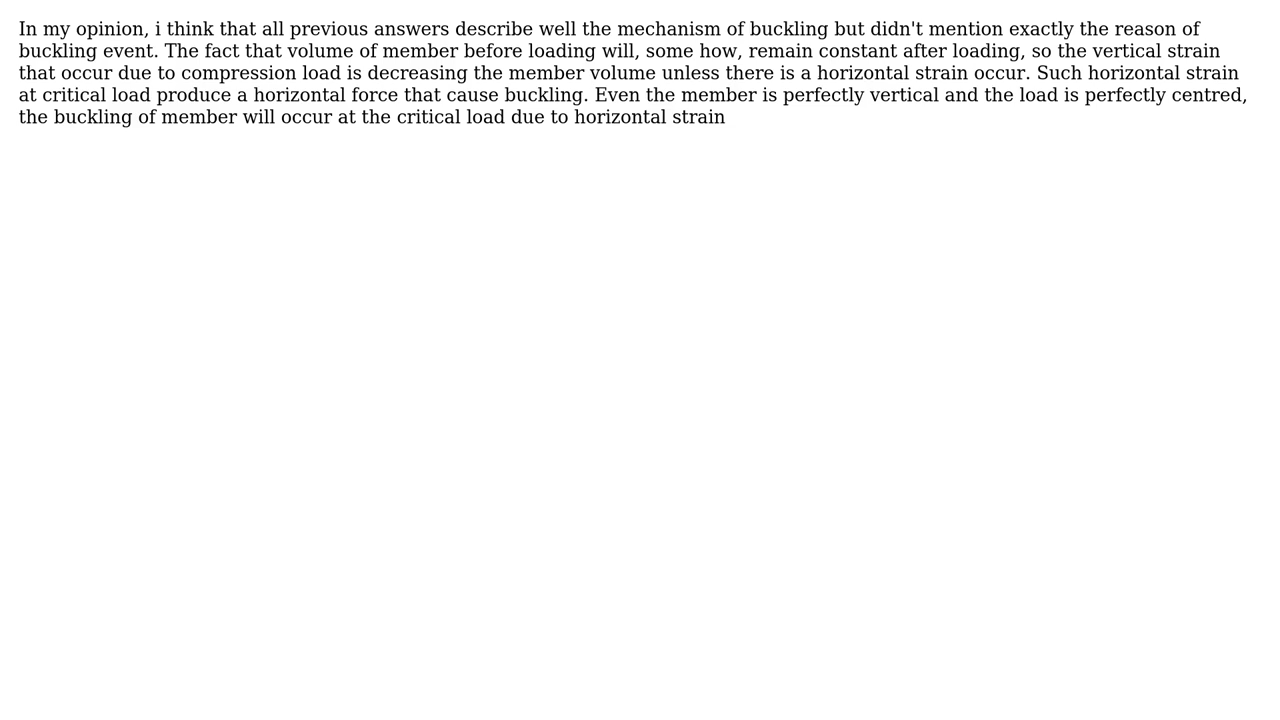 In my opinion, i think that all previous answers describe well the mechanism of buckling but didn't mention exactly the reason of
buckling event. The fact that volume of member before loading will, some how, remain constant after loading, so the vertical strain
that occur due to compression load is decreasing the member volume unless there is a horizontal strain occur. Such horizontal strain
at critical load produce a horizontal force that cause buckling. Even the member is perfectly vertical and the load is perfectly centred,
the buckling of member will occur at the critical load due to horizontal strain